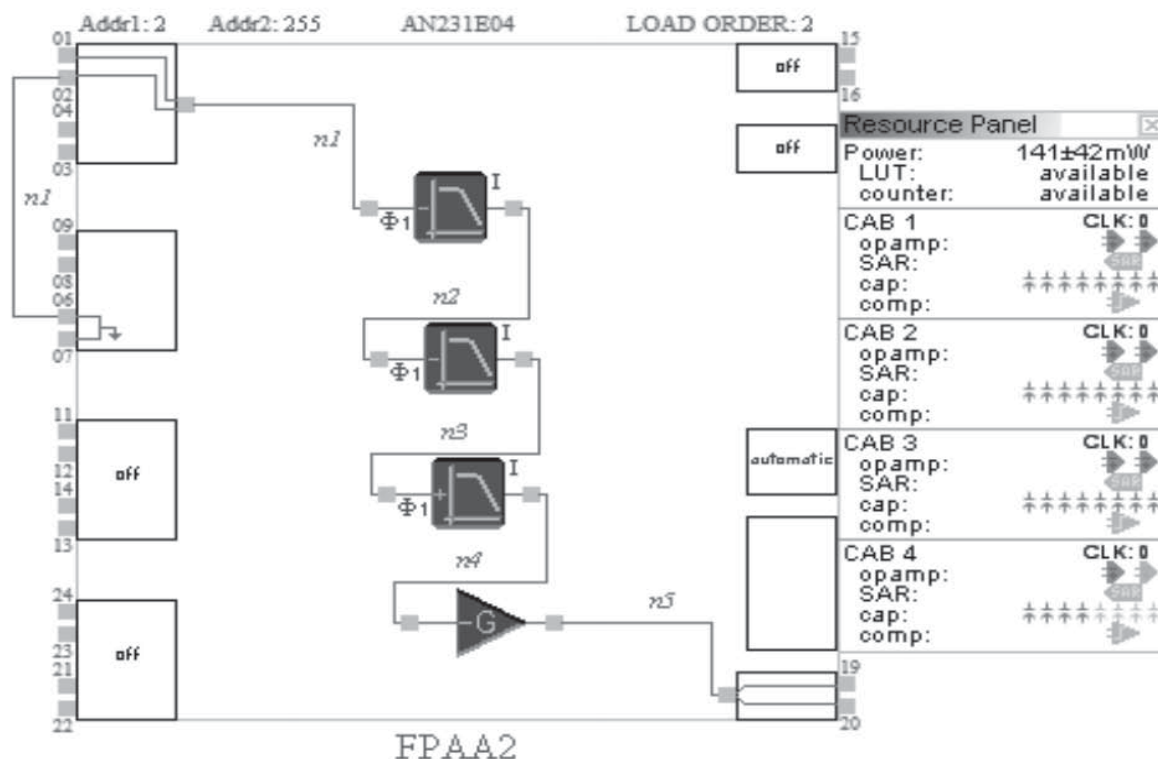 Addr1: 2 Addr2: 255 AN231E04 LOAD ORDER: 2
01
02
04
03
n1
09
08
06
07
11
12
14
13
off
24
23
21
22
off
n1
Φ1 - I
n2
Φ1 - I
n3
Φ1 + I
n4
-G
n5
15
off
16
off
automatic
19
20
FPAA2
Resource Panel
Power: 141±42mW
LUT: available
counter: available
CAB 1 CLK: 0
opamp:
SAR: SAR
cap:
comp:
CAB 2 CLK: 0
opamp:
SAR: SAR
cap:
comp:
CAB 3 CLK: 0
opamp:
SAR: SAR
cap:
comp:
CAB 4 CLK: 0
opamp:
SAR: SAR
cap:
comp: